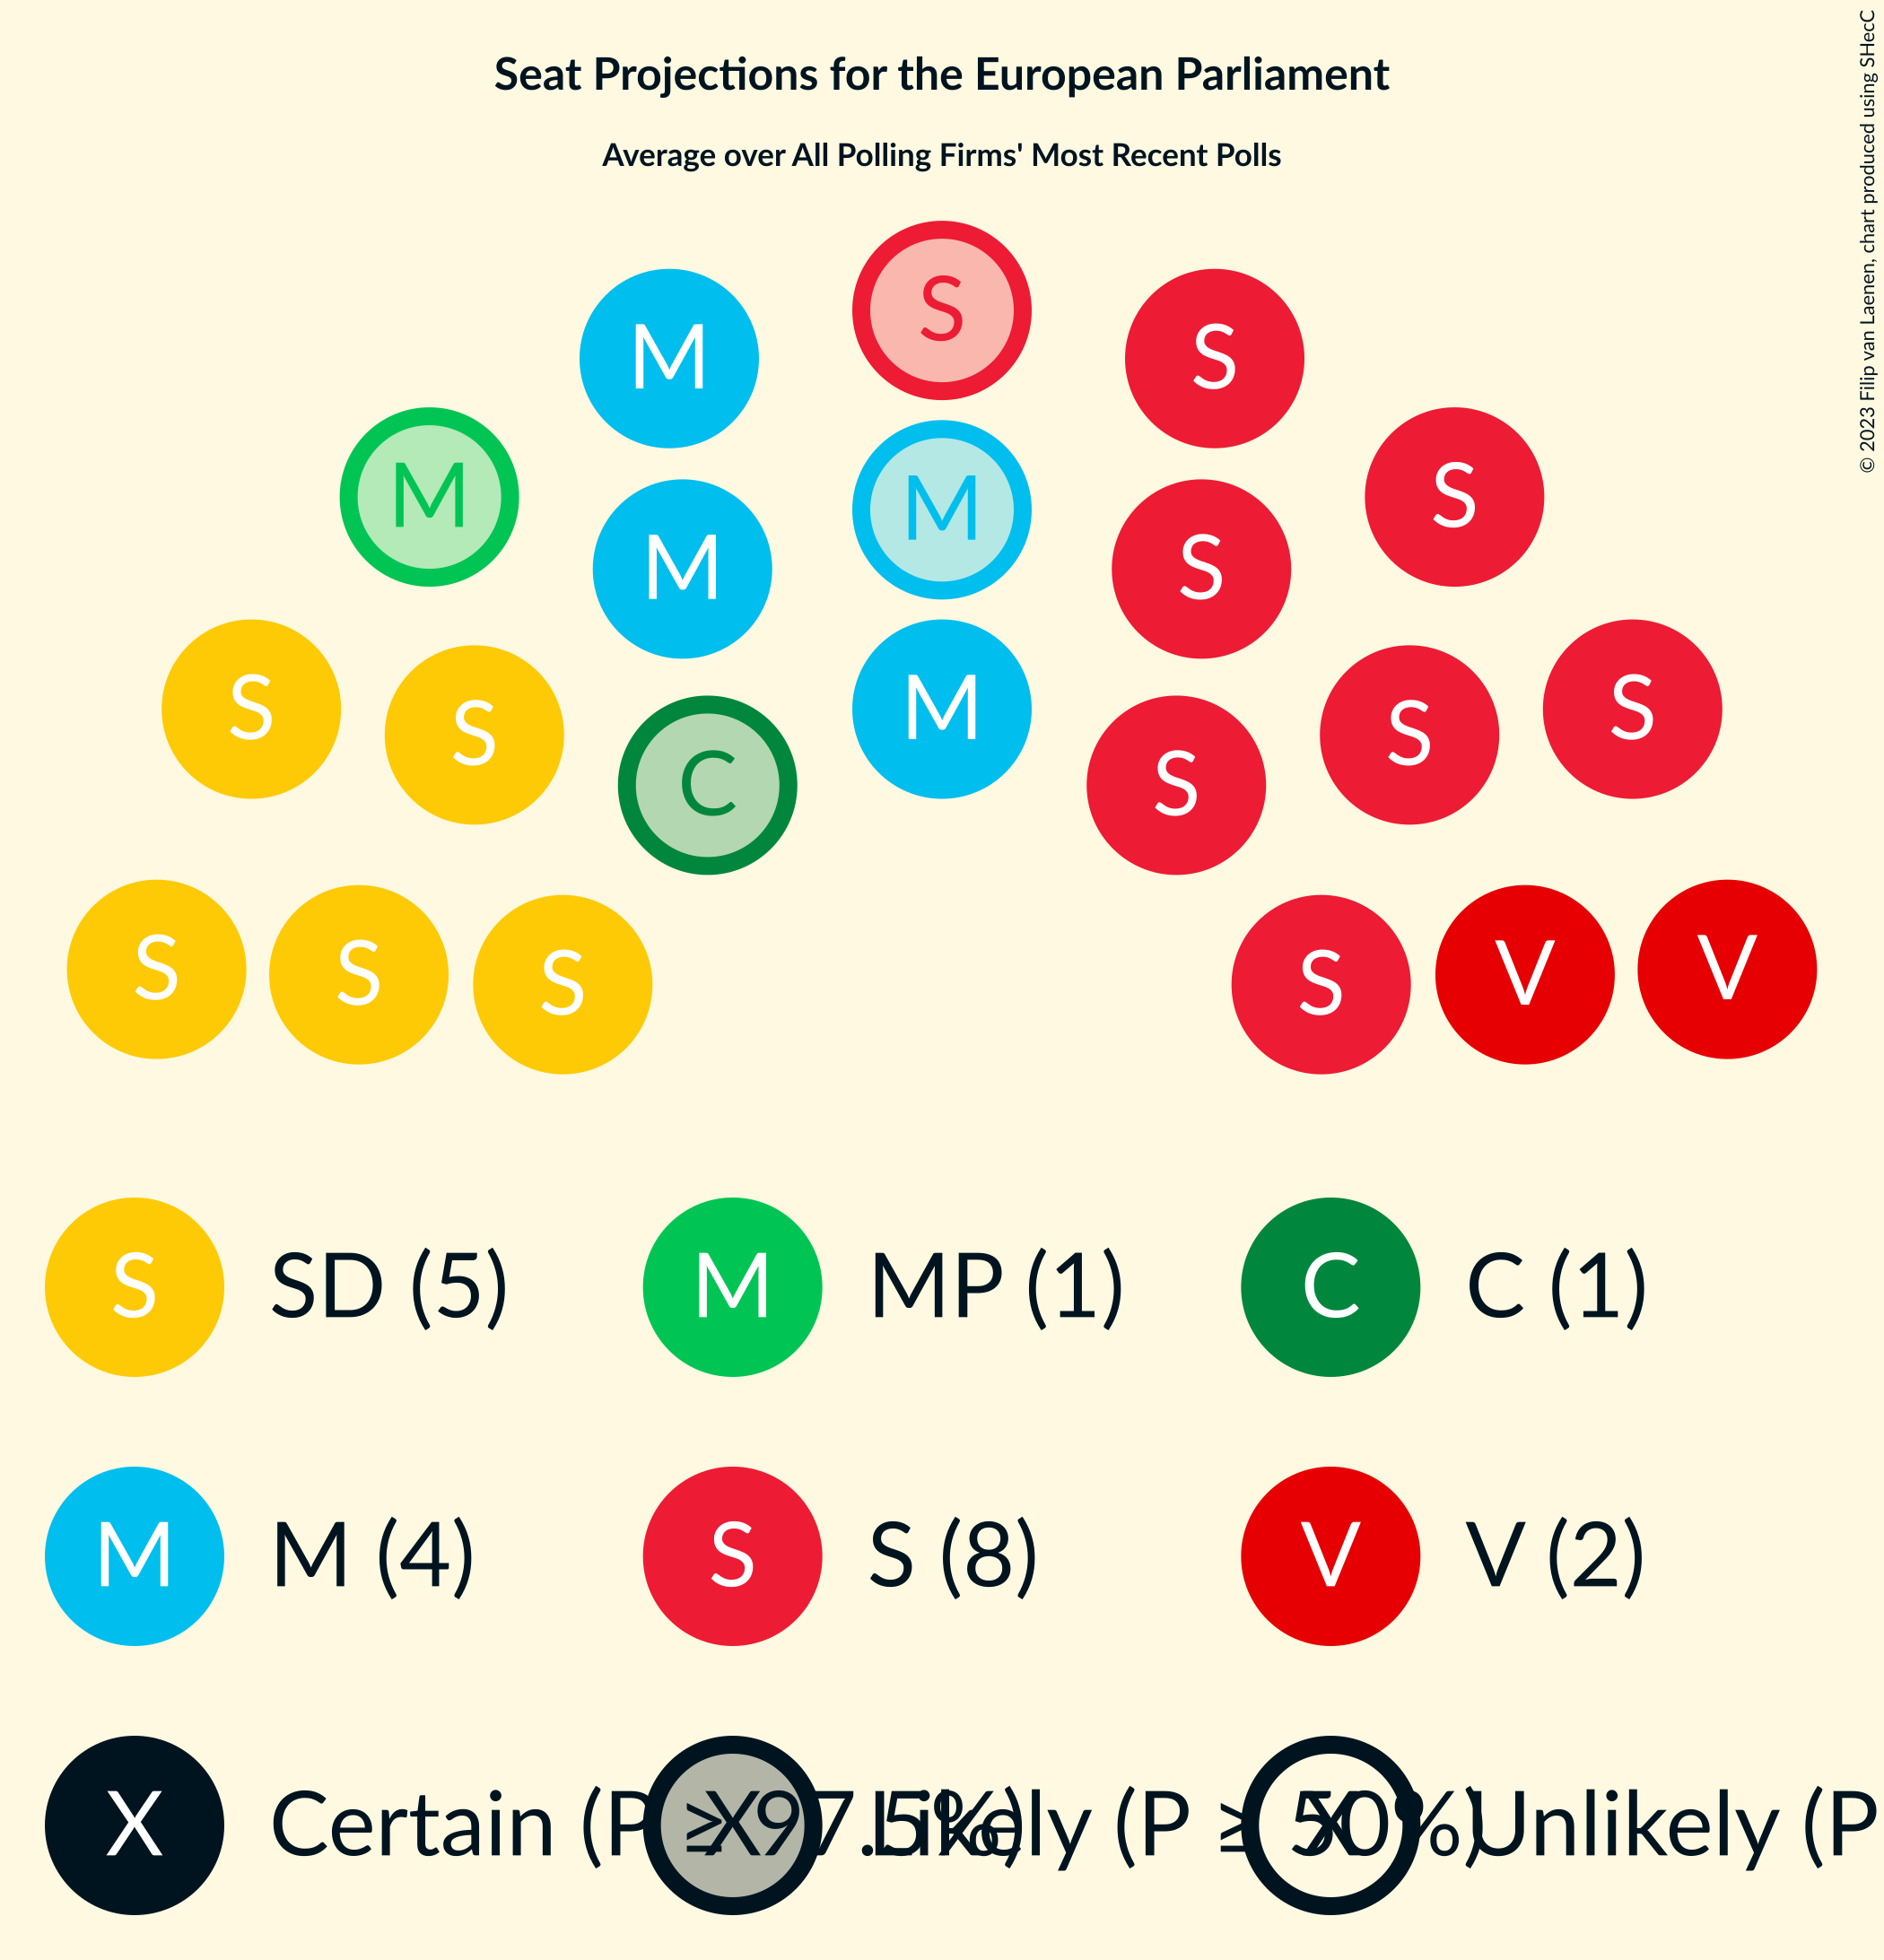 Seat Projections for the European Parliament
Average over All Polling Firms' Most Recent Polls
© 2023 Filip van Laenen, chart produced using SHecC
S
M S
M M S
M S
S M S
S S S
C S
S S
S S S V V
S SD (5) M MP (1) C C (1)
M M (4) S S (8) V V (2)
X Certain (P ≥ 97.5%) X Likely (P ≥ 50%) X Unlikely (P